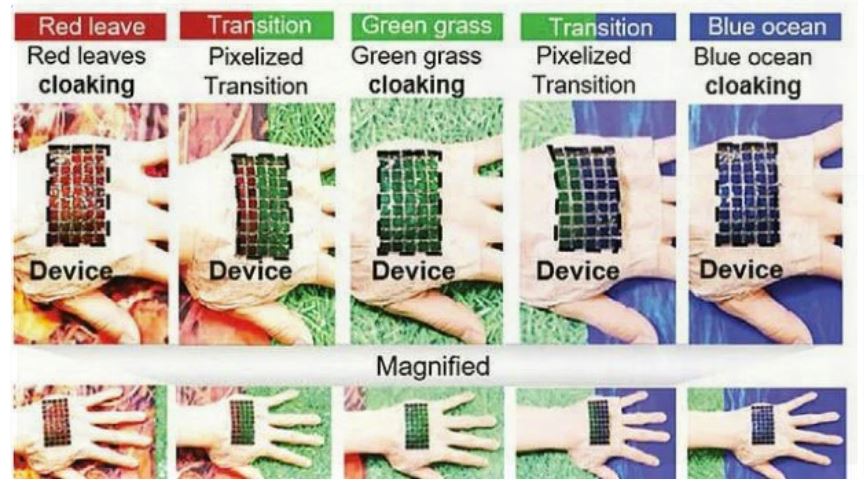 Red leave
Transition
Green grass
Transition
Blue ocean
Red leaves
cloaking
Pixelized
Transition
Green grass
cloaking
Pixelized
Transition
Blue ocean
cloaking
Device
Device
Device
Device
Device
Magnified